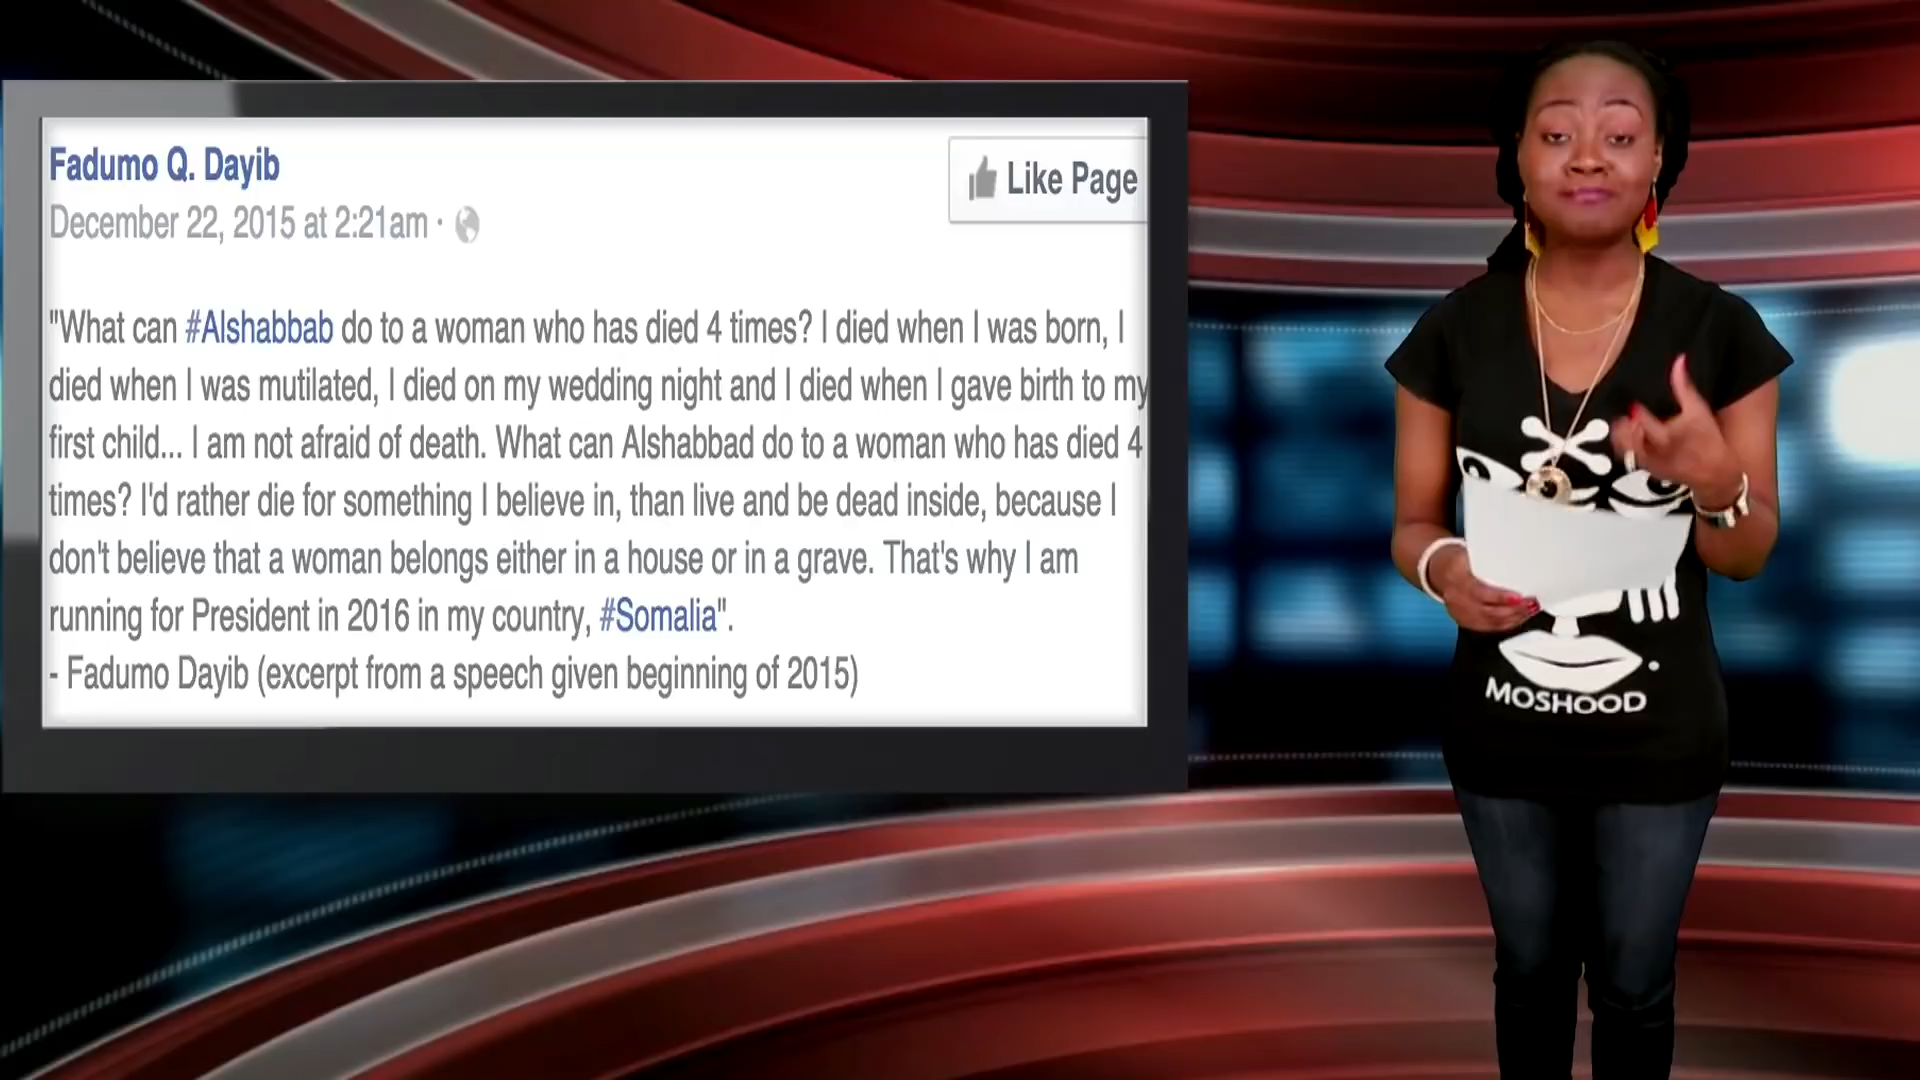 Fadumo Q. Dayib
Like Page
December 22, 2015 at 2:21am ·
"What can #Alshabbab do to a woman who has died 4 times? I died when I was born, I
died when I was mutilated, I died on my wedding night and I died when I gave birth to my
first child... I am not afraid of death. What can Alshabbad do to a woman who has died 4
times? I'd rather die for something I believe in, than live and be dead inside, because I
don't believe that a woman belongs either in a house or in a grave. That's why I am
running for President in 2016 in my country, #Somalia".
- Fadumo Dayib (excerpt from a speech given beginning of 2015)
MOSHOOD